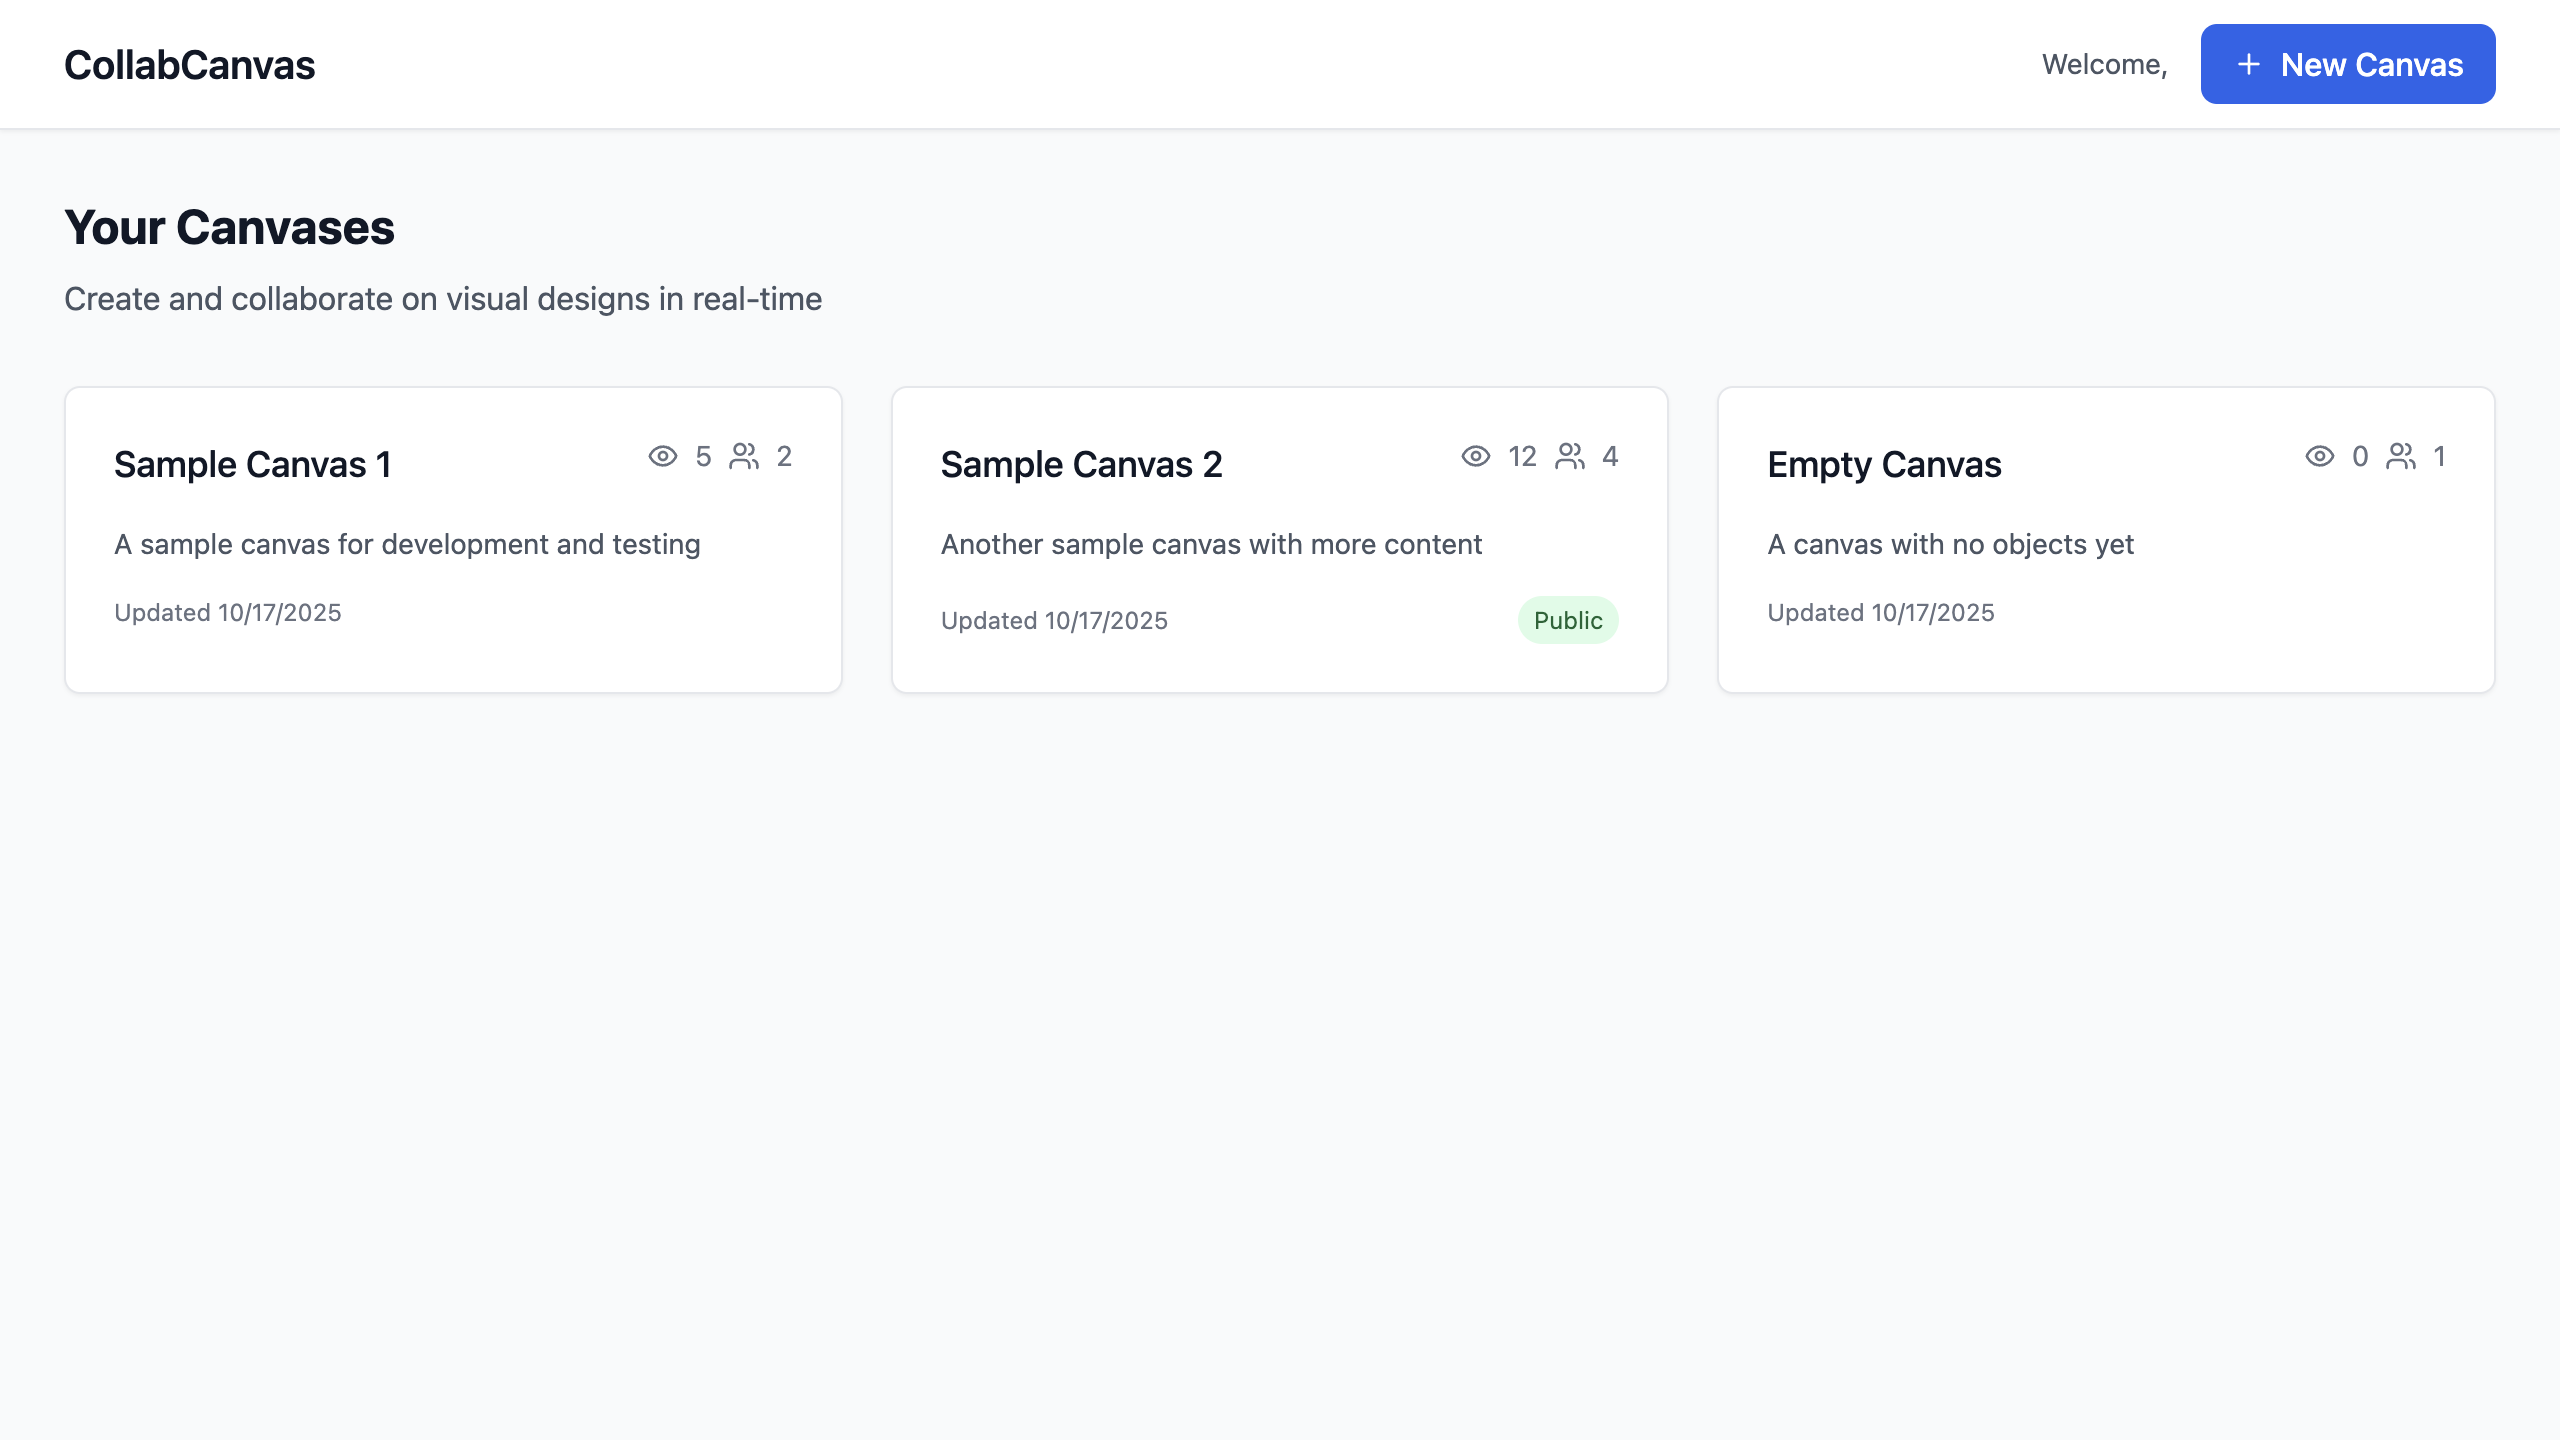 CollabCanvas
Welcome,
New Canvas
Your Canvases
Create and collaborate on visual designs in real-time
Sample Canvas 1
5
2
A sample canvas for development and testing
Updated 10/17/2025
Sample Canvas 2
12
4
Another sample canvas with more content
Updated 10/17/2025
Public
Empty Canvas
0
1
A canvas with no objects yet
Updated 10/17/2025